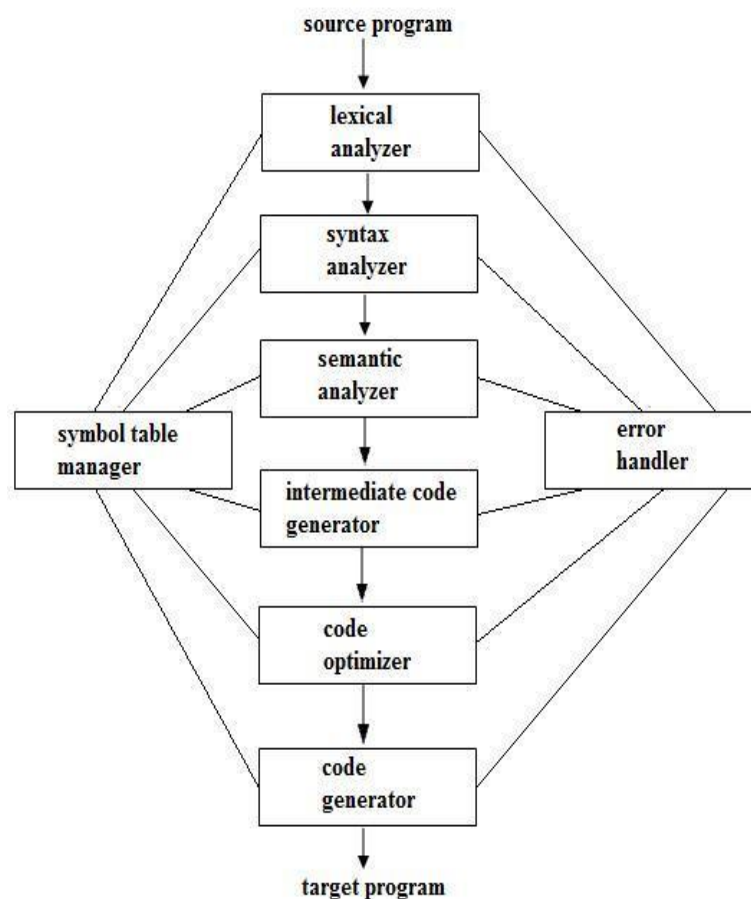 source program
lexical
analyzer
syntax
analyzer
semantic
analyzer
symbol table
manager
error
handler
intermediate code
generator
code
optimizer
code
generator
target program